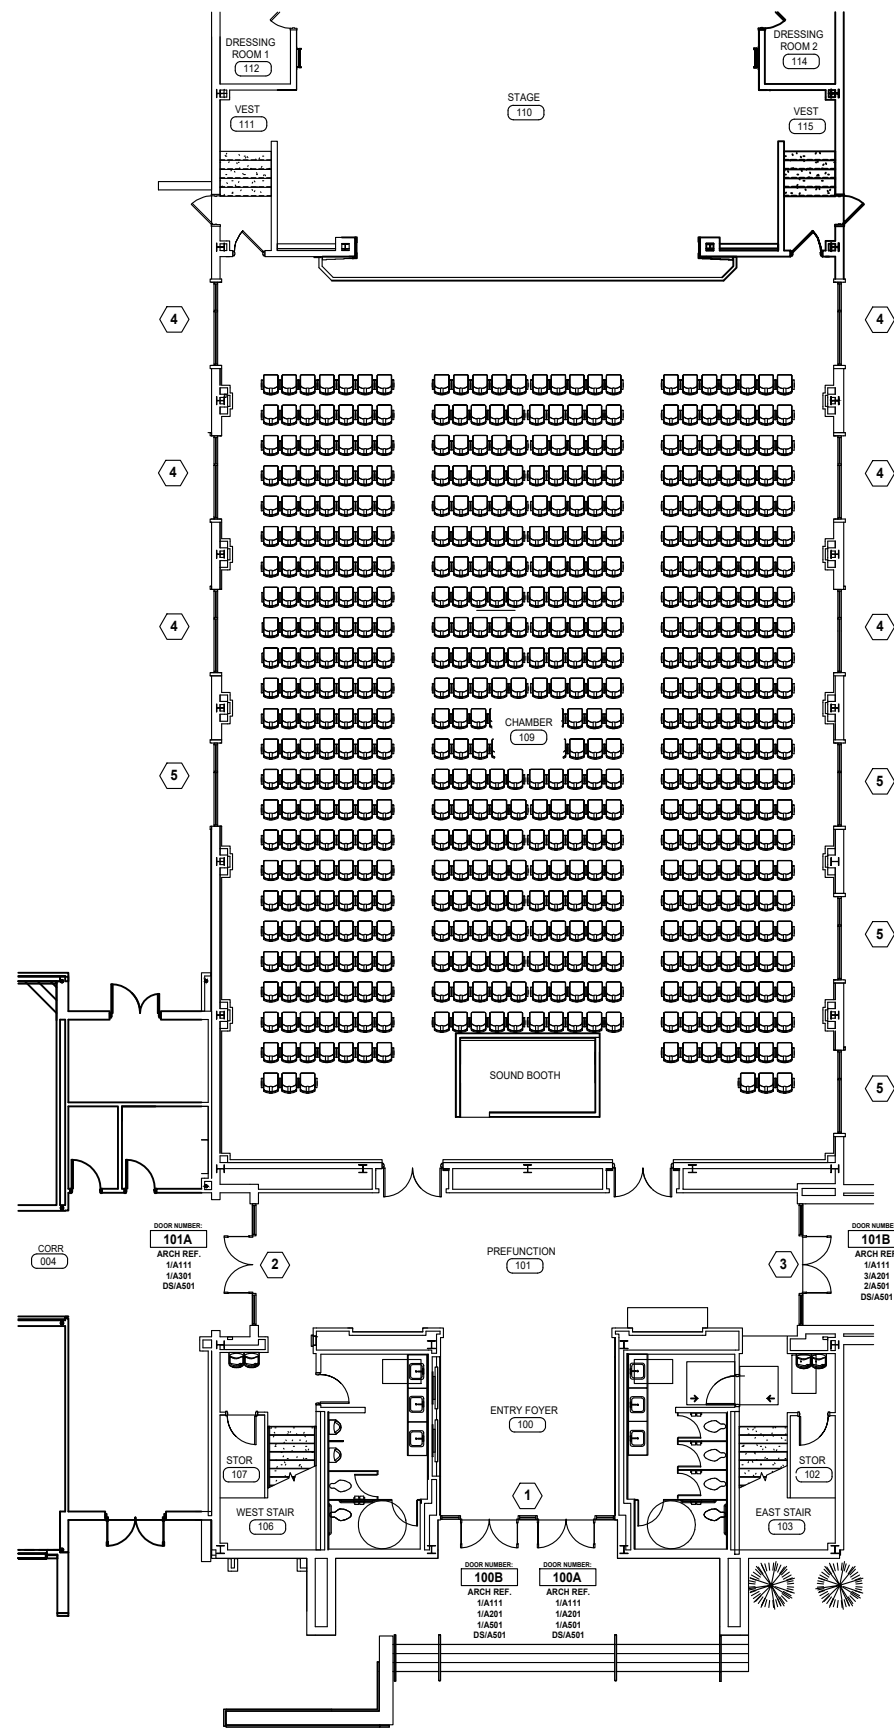 DRESSING
ROOM 1
112
DRESSING
ROOM 2
114
STAGE
110
VEST
111
VEST
115
4
4
4
4
4
4
CHAMBER
109
5
5
5
SOUND BOOTH
5
DOOR NUMBER:
101A
ARCH REF.
1/A111
1/A301
DS/A501
CORR
004
2
PREFUNCTION
101
3
DOOR NUMBE
101B
ARCH REF
1/A111
3/A201
2/A501
DS/A501
ENTRY FOYER
100
STOR
107
STOR
102
1
WEST STAIR
106
EAST STAIR
103
DOOR NUMBER:
100B
ARCH REF.
1/A111
1/A201
1/A501
DS/A501
DOOR NUMBER:
100A
ARCH REF.
1/A111
1/A201
1/A501
DS/A501